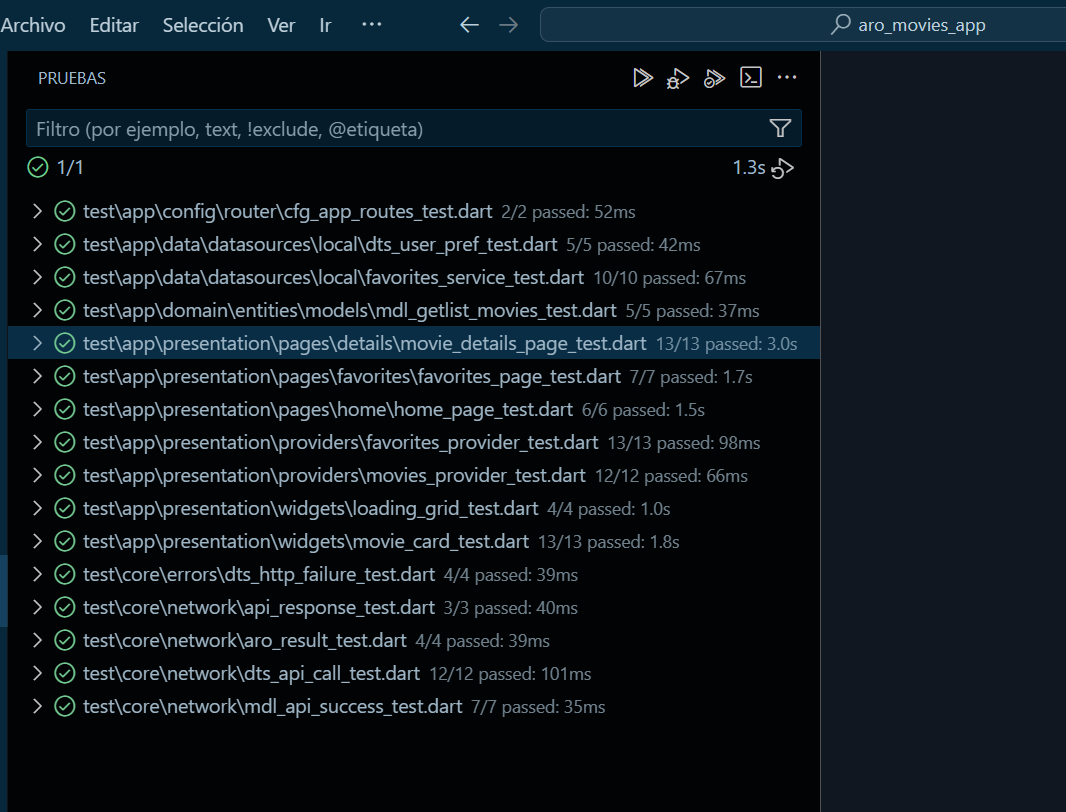 Archivo Editar Selección Ver Ir ··· aro_movies_app
PRUEBAS
Filtro (por ejemplo, text, !exclude, @etiqueta)
1/1 1.3s
test\app\config\router\cfg_app_routes_test.dart 2/2 passed: 52ms
test\app\data\datasources\local\dts_user_pref_test.dart 5/5 passed: 42ms
test\app\data\datasources\local\favorites_service_test.dart 10/10 passed: 67ms
test\app\domain\entities\models\mdl_getlist_movies_test.dart 5/5 passed: 37ms
test\app\presentation\pages\details\movie_details_page_test.dart 13/13 passed: 3.0s
test\app\presentation\pages\favorites\favorites_page_test.dart 7/7 passed: 1.7s
test\app\presentation\pages\home\home_page_test.dart 6/6 passed: 1.5s
test\app\presentation\providers\favorites_provider_test.dart 13/13 passed: 98ms
test\app\presentation\providers\movies_provider_test.dart 12/12 passed: 66ms
test\app\presentation\widgets\loading_grid_test.dart 4/4 passed: 1.0s
test\app\presentation\widgets\movie_card_test.dart 13/13 passed: 1.8s
test\core\errors\dts_http_failure_test.dart 4/4 passed: 39ms
test\core\network\api_response_test.dart 3/3 passed: 40ms
test\core\network\aro_result_test.dart 4/4 passed: 39ms
test\core\network\dts_api_call_test.dart 12/12 passed: 101ms
test\core\network\mdl_api_success_test.dart 7/7 passed: 35ms